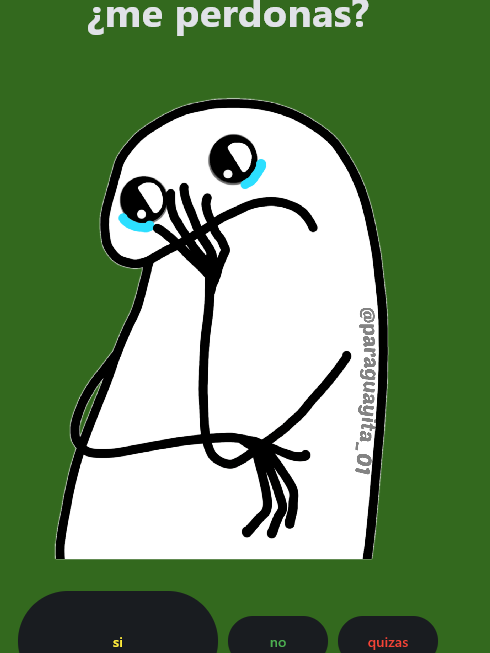 ¿me perdonas?
@paraguayita_01
si
no
quizas